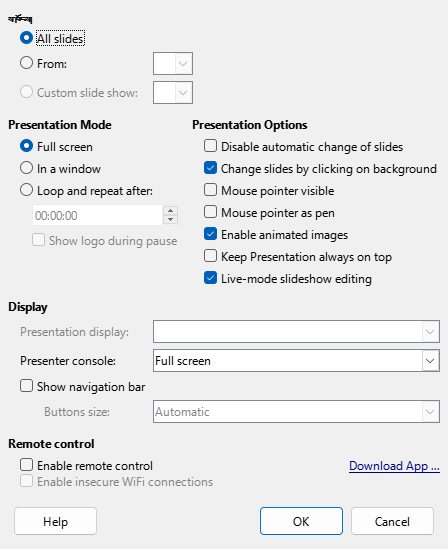 All slides
From:
Custom slide show:
Presentation Mode
Full screen
In a window
Loop and repeat after:
00:00:00
Show logo during pause
Presentation Options
Disable automatic change of slides
Change slides by clicking on background
Mouse pointer visible
Mouse pointer as pen
Enable animated images
Keep Presentation always on top
Live-mode slideshow editing
Display
Presentation display:
Presenter console: Full screen
Show navigation bar
Buttons size: Automatic
Remote control
Enable remote control Download App ...
Enable insecure WiFi connections
Help OK Cancel